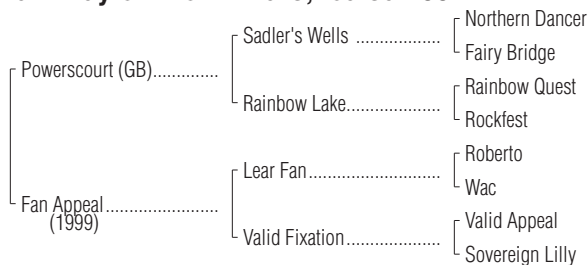 Northern Dancer
Sadler's Wells
Fairy Bridge
Powerscourt (GB)
Rainbow Quest
Rainbow Lake
Rockfest
Roberto
Lear Fan
Wac
Fan Appeal
(1999)
Valid Appeal
Valid Fixation
Sovereign Lilly